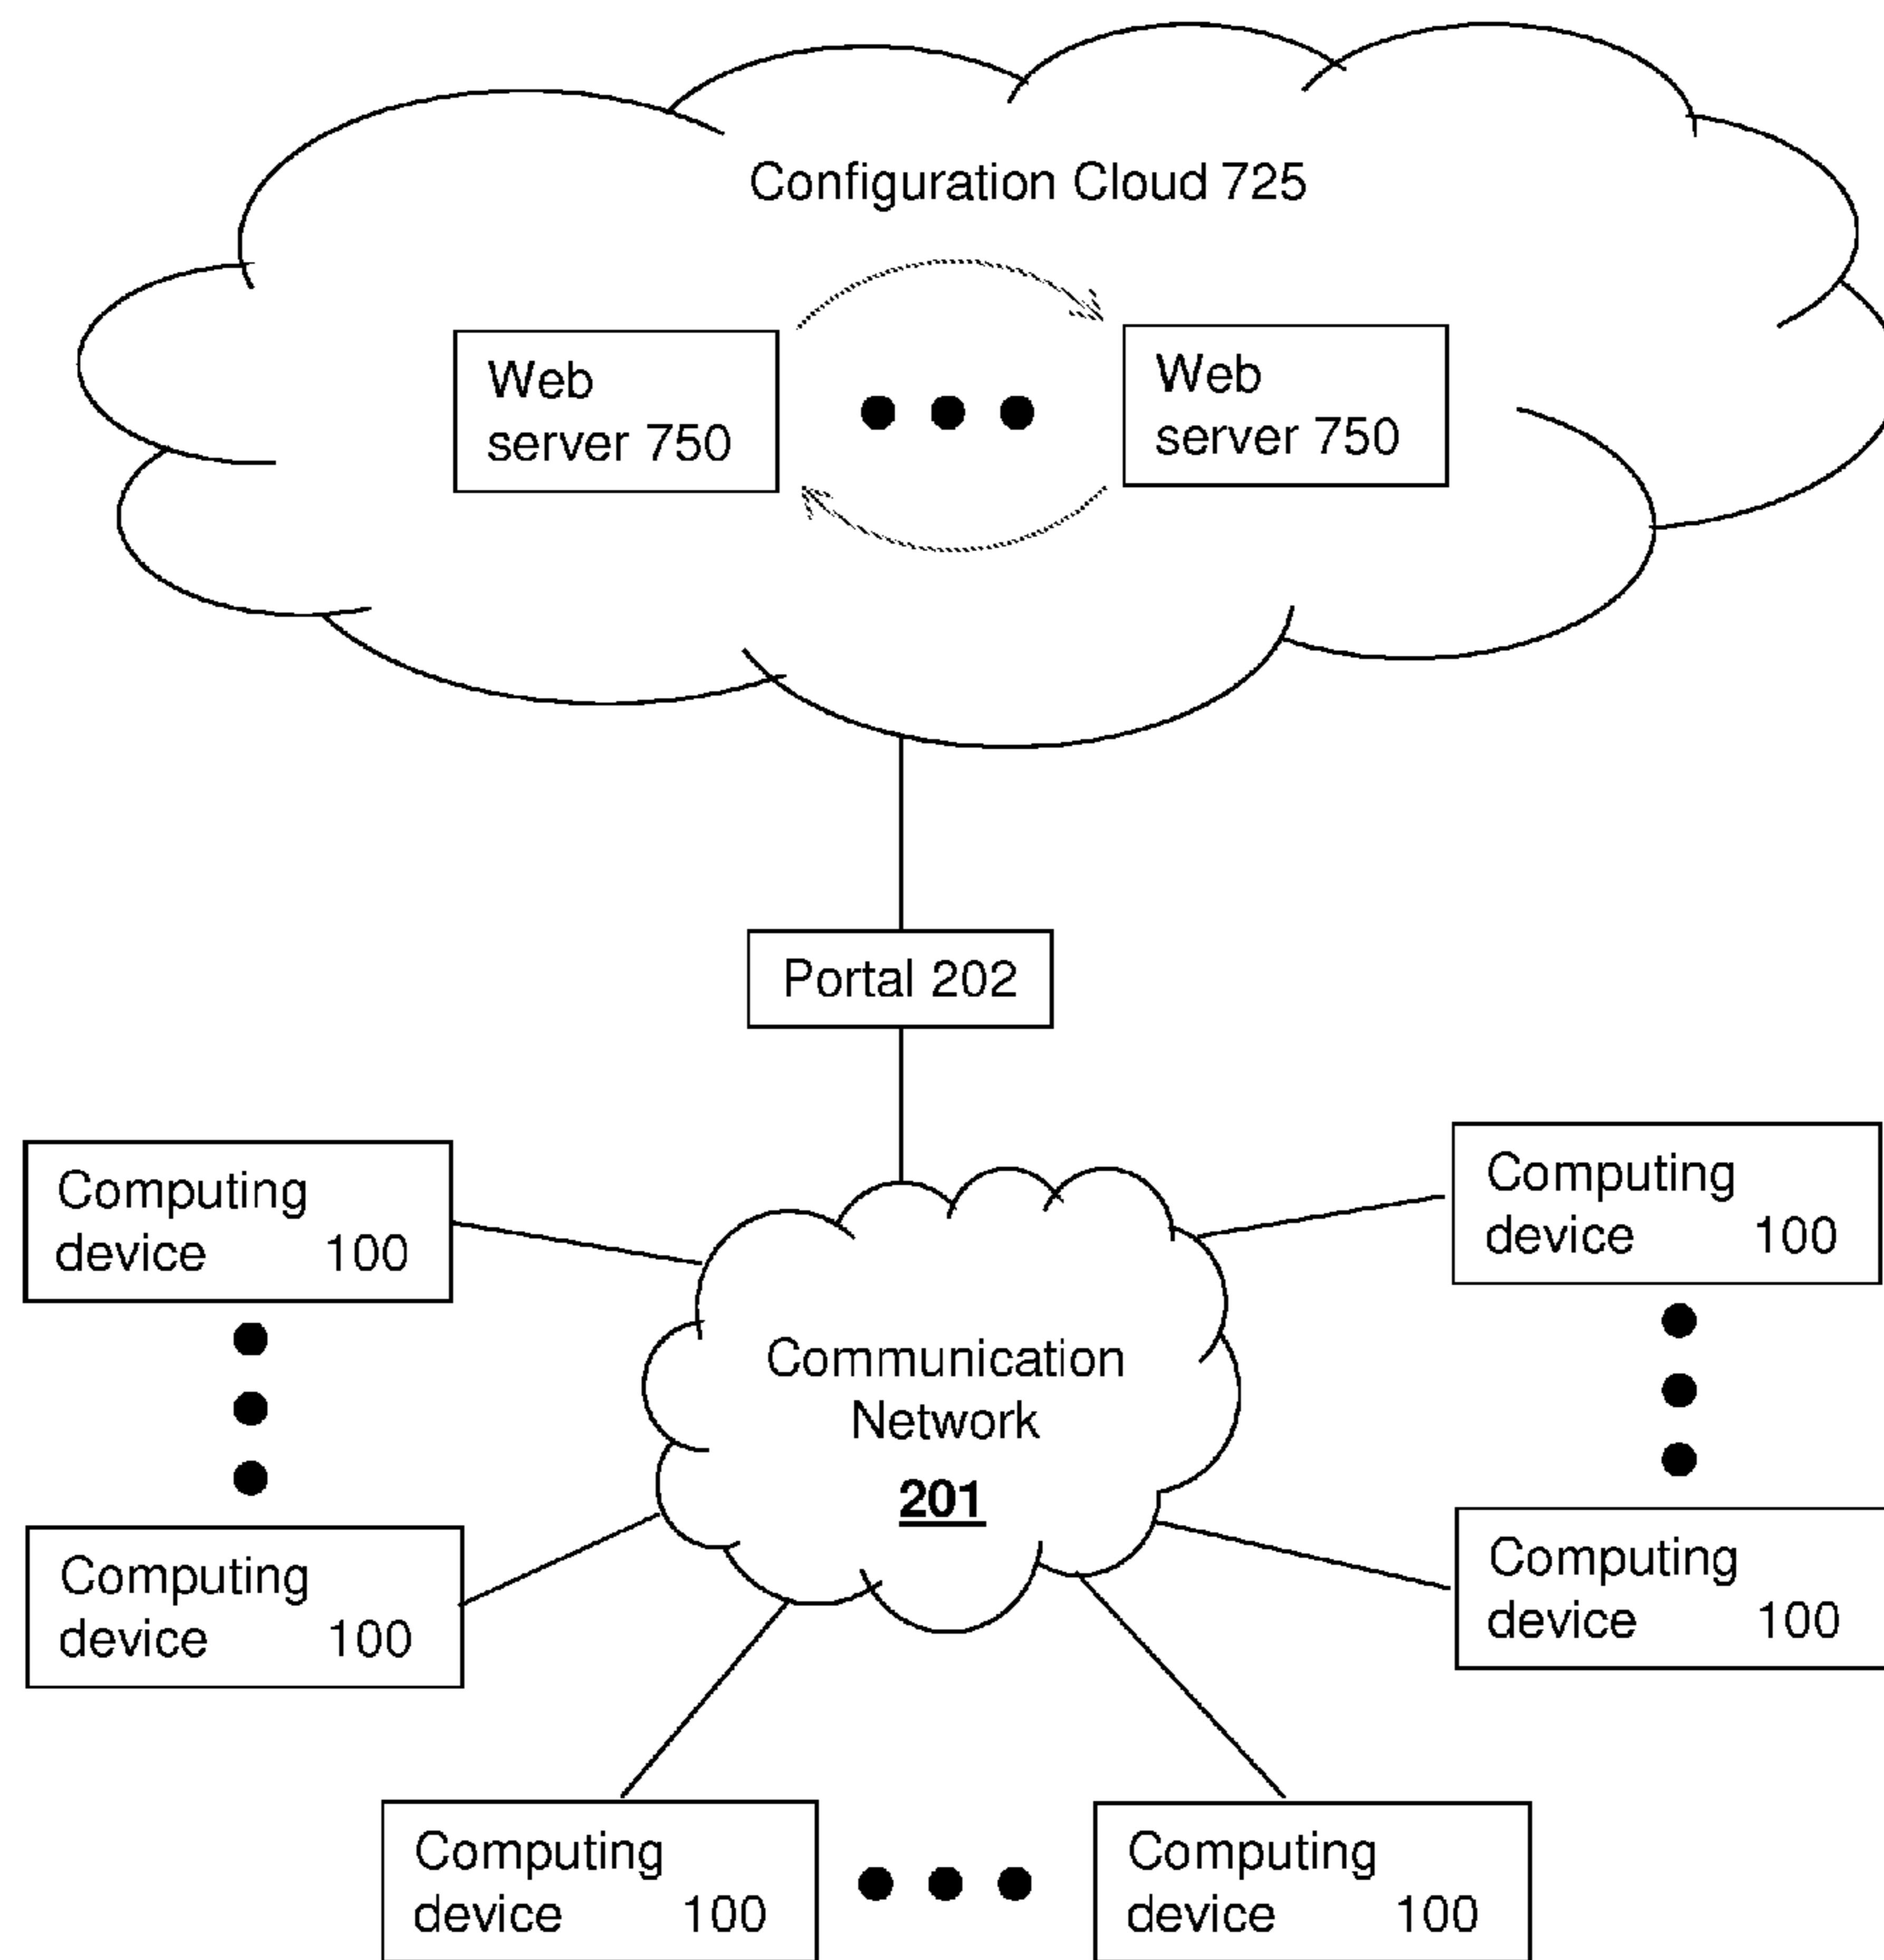 Configuration Cloud 725
Web
server 750
Web
server 750
Portal 202
Computing
device 100
Computing
device 100
Communication
Network
201
Computing
device 100
Computing
device 100
Computing
device 100
Computing
device 100